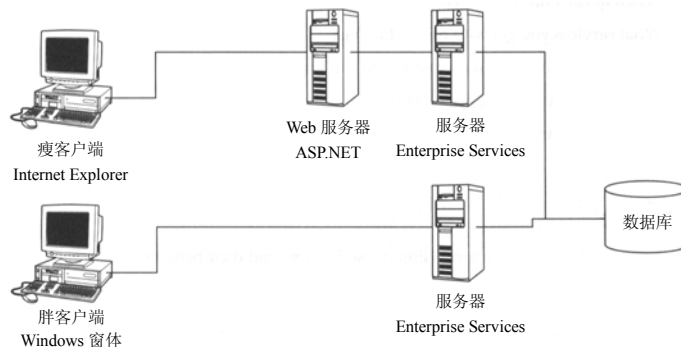 瘦客户端
Internet Explorer
Web 服务器
ASP.NET
服务器
Enterprise Services
数据库
胖客户端
Windows 窗体
服务器
Enterprise Services